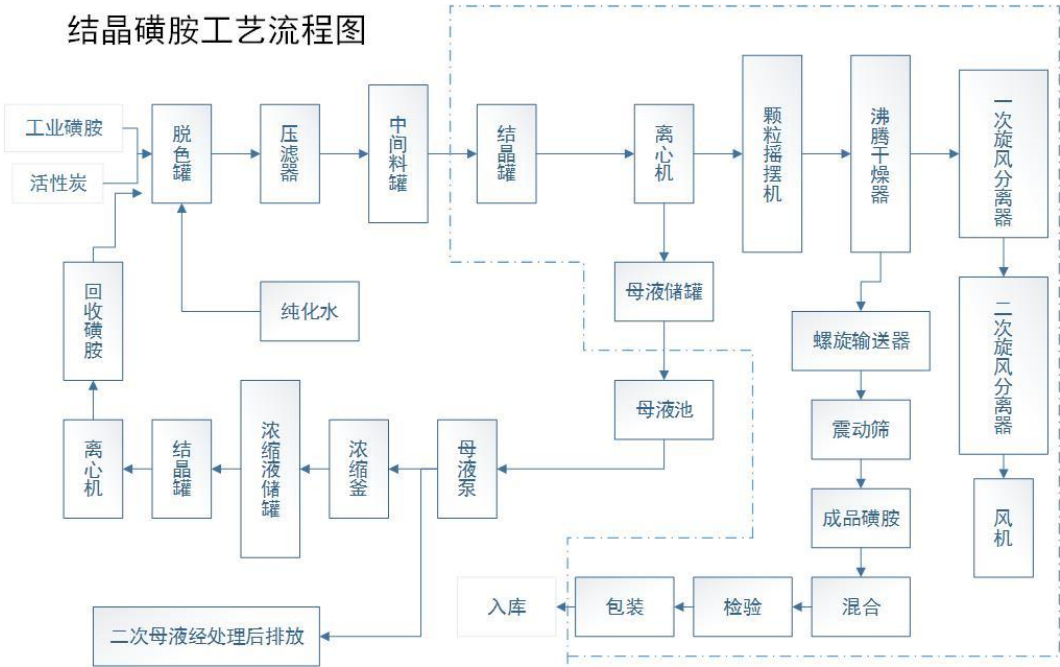 结晶磺胺工艺流程图
工业磺胺
活性炭
脱色罐
压滤器
中间料罐
结晶罐
离心机
颗粒摇摆机
沸腾干燥器
一次旋风分离器
回收磺胺
纯化水
母液储罐
螺旋输送器
二次旋风分离器
母液池
震动筛
离心机
结晶罐
浓缩液储罐
浓缩釜
母液泵
成品磺胺
风机
入库
包装
检验
混合
二次母液经处理后排放